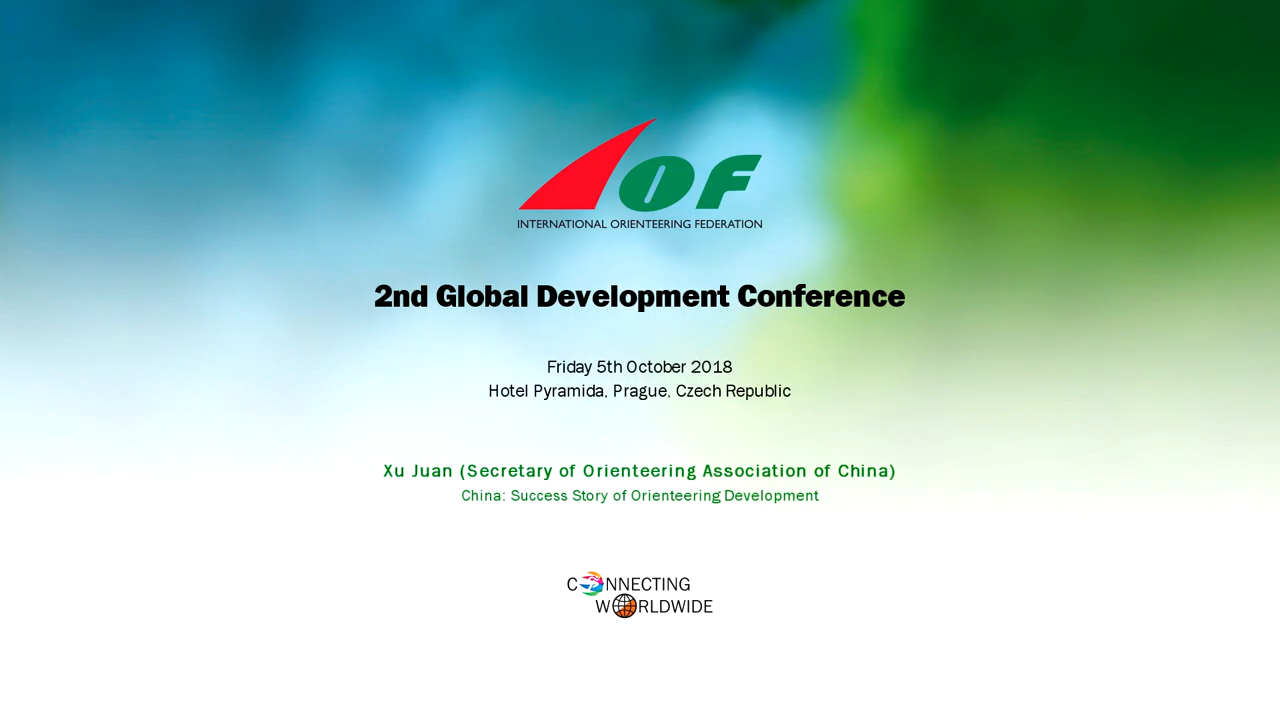 IOF
INTERNATIONAL ORIENTEERING FEDERATION
2nd Global Development Conference
Friday 5th October 2018
Hotel Pyramida, Prague, Czech Republic
Xu Juan (Secretary of Orienteering Association of China)
China: Success Story of Orienteering Development
CONNECTING
WORLDWIDE